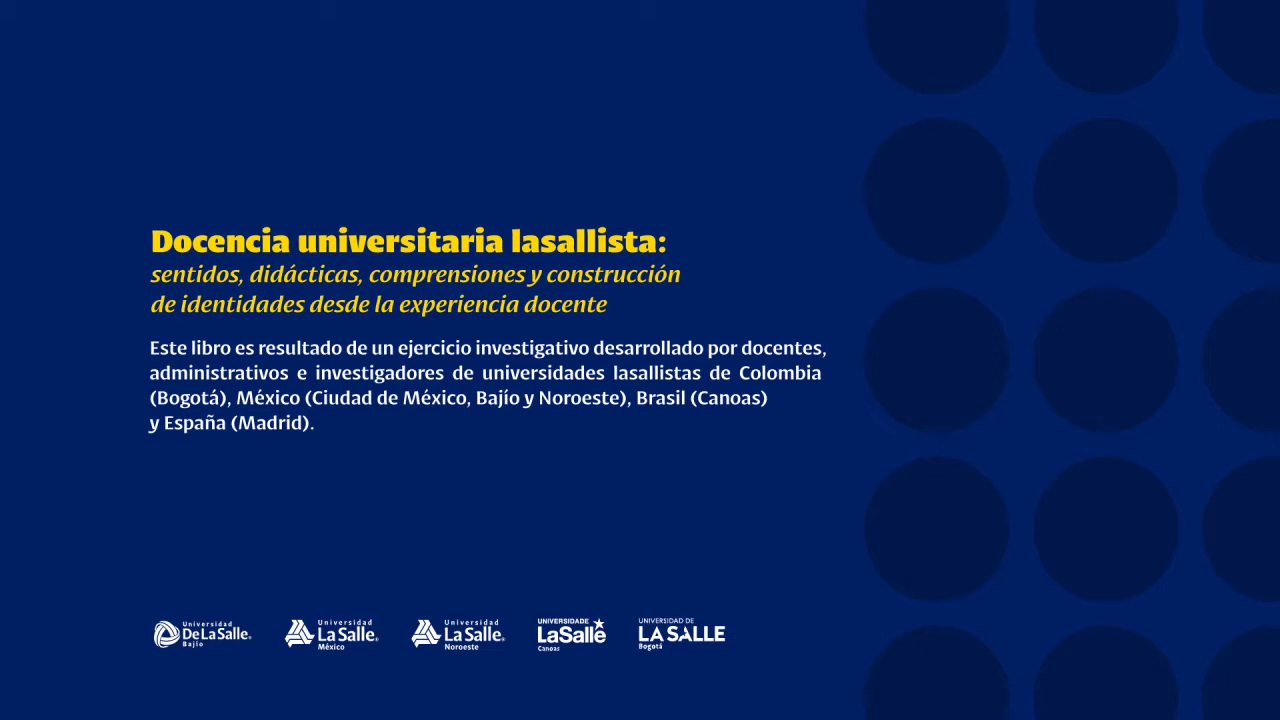 Docencia universitaria lasallista:
sentidos, didácticas, comprensiones y construcción
de identidades desde la experiencia docente
Este libro es resultado de un ejercicio investigativo desarrollado por docentes,
administrativos e investigadores de universidades lasallistas de Colombia
(Bogotá), México (Ciudad de México, Bajío y Noroeste), Brasil (Canoas)
y España (Madrid).
Universidad
De La Salle®
Bajío
Universidad
La Salle®
México
Universidad
La Salle®
Noroeste
UNIVERSIDADE
LaSalle
Canoas
UNIVERSIDAD DE
LA SALLE
Bogotá